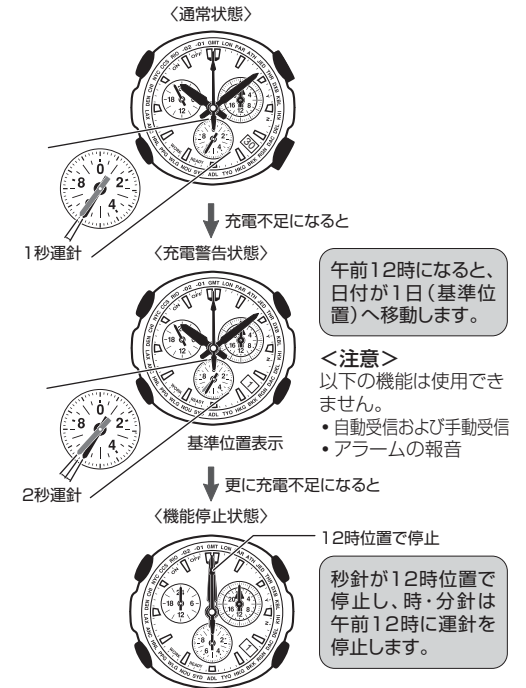 〈通常状態〉
1秒運針
充電不足になると
〈充電警告状態〉
午前12時になると、
日付が1日（基準位
置）へ移動します。
＜注意＞
以下の機能は使用でき
ません。
• 自動受信および手動受信
• アラームの報音
基準位置表示
2秒運針
更に充電不足になると
〈機能停止状態〉
12時位置で停止
秒針が12時位置で
停止し、時・分針は
午前12時に運針を
停止します。